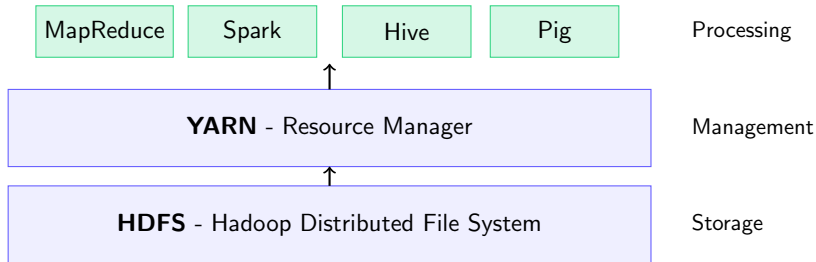 MapReduce Spark Hive Pig Processing
YARN - Resource Manager Management
HDFS - Hadoop Distributed File System Storage